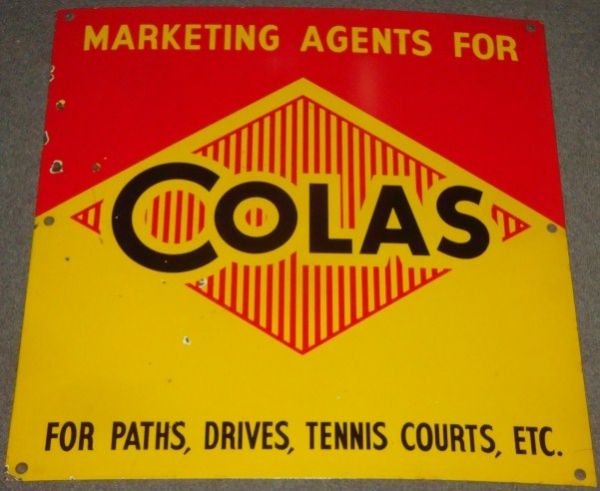 MARKETING AGENTS FOR
COLAS
FOR PATHS, DRIVES, TENNIS COURTS, ETC.